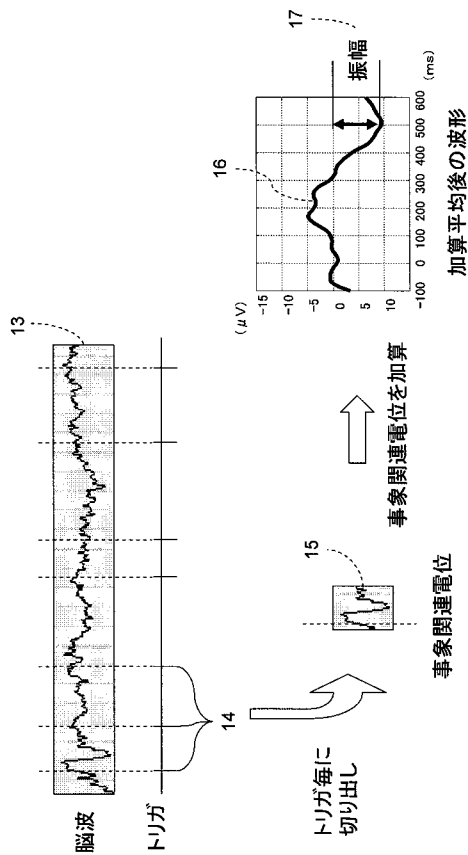 脳波
13
トリガ
14
トリガ毎に
切り出し
15
事象関連電位
事象関連電位を加算
(μV)
-15
-10
-5
0
5
10
-100
0
100
200
300
400
500
600
(ms)
16
17
振幅
加算平均後の波形